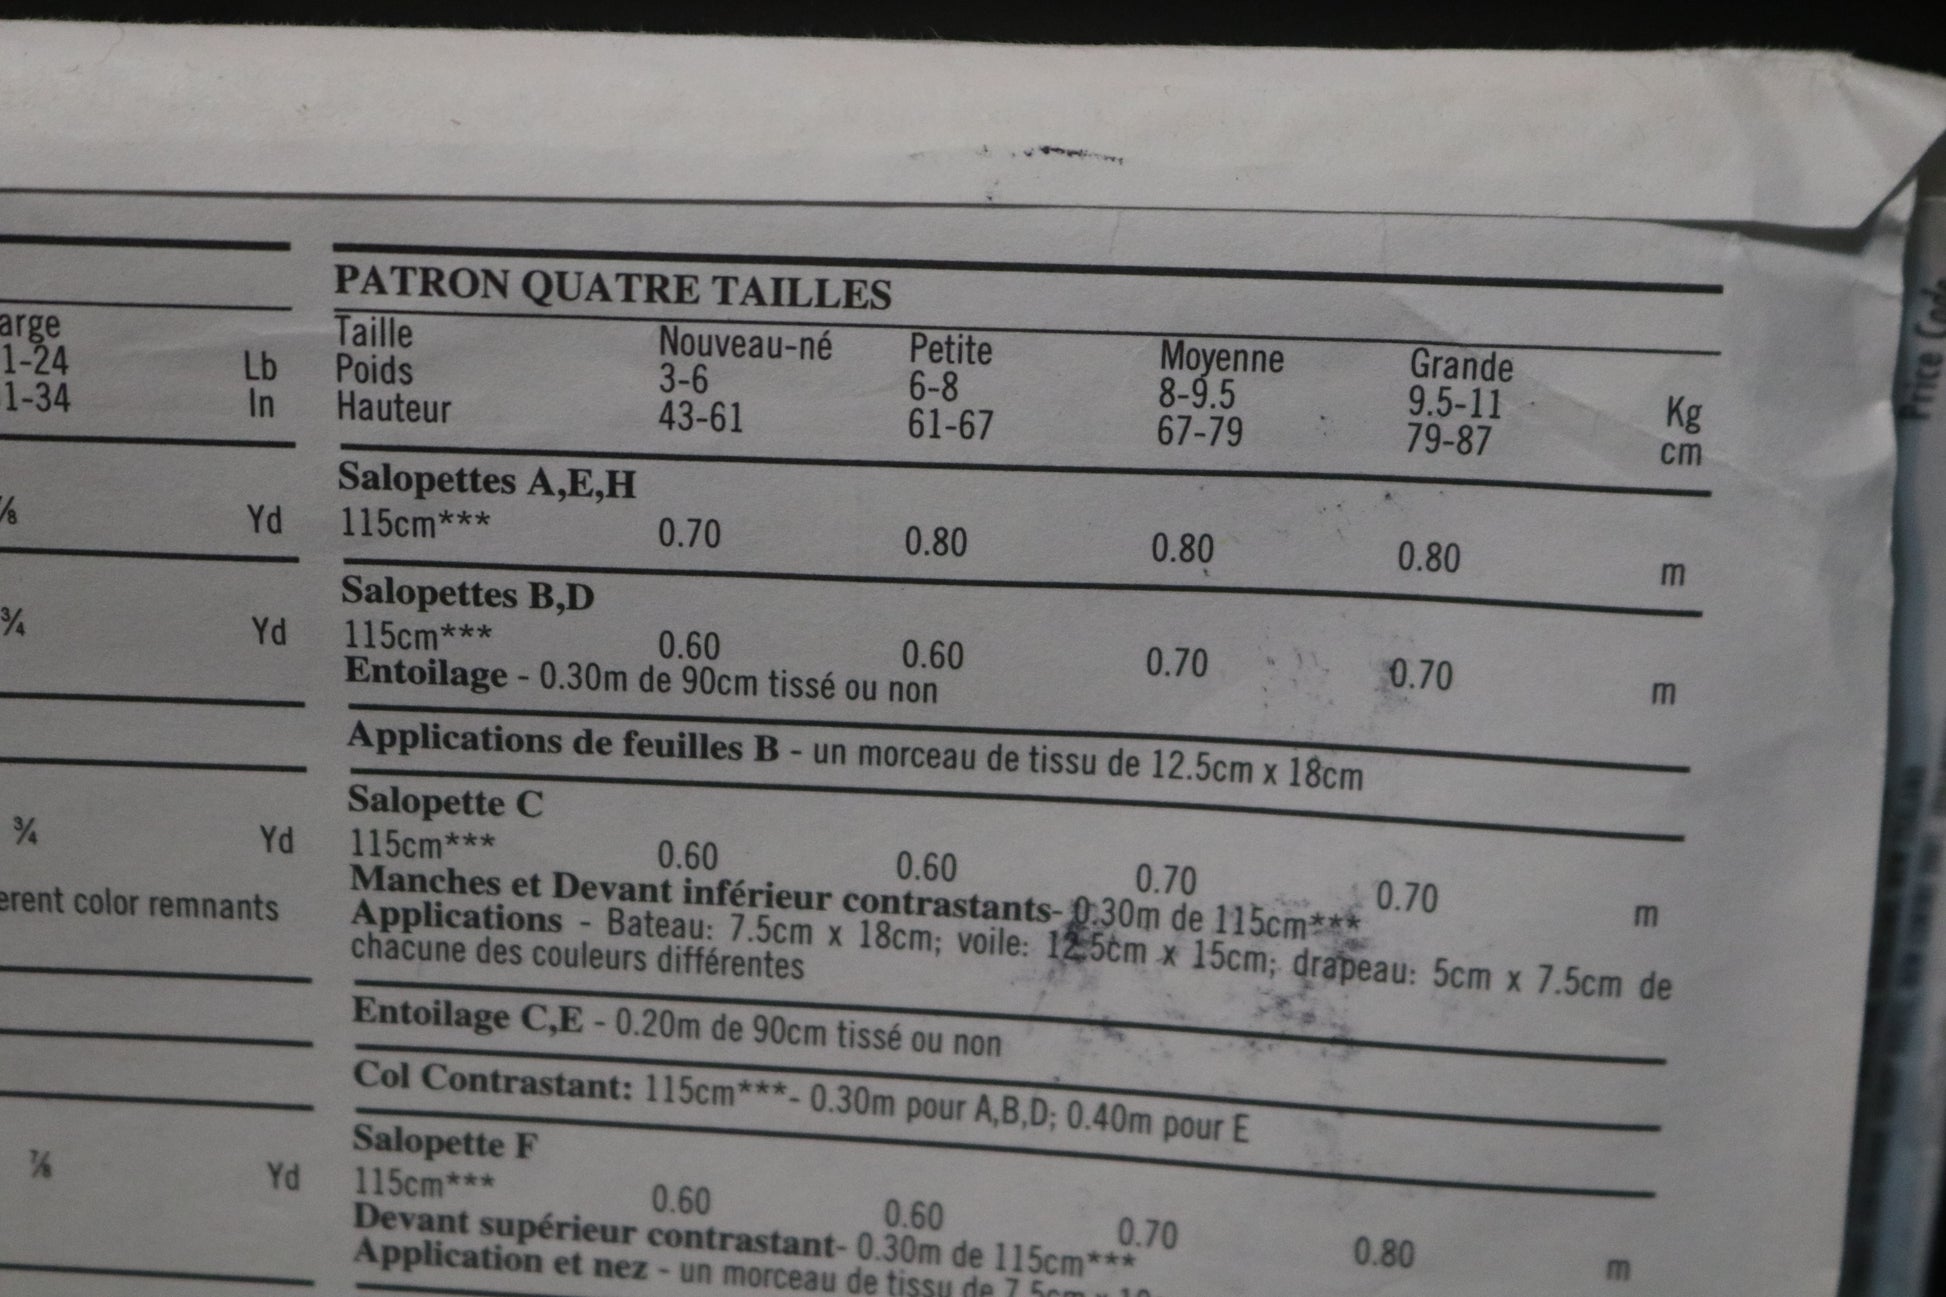 arge
1-24 Lb
1-34 In
⅞ Yd
¾ Yd
¾ Yd
erent color remnants
⅞ Yd
PATRON QUATRE TAILLES
Taille Nouveau-né Petite Moyenne Grande
Poids 3-6 6-8 8-9.5 9.5-11 Kg
Hauteur 43-61 61-67 67-79 79-87 cm
Salopettes A,E,H
115cm*** 0.70 0.80 0.80 0.80 m
Salopettes B,D
115cm*** 0.60 0.60 0.70 0.70 m
Entoilage - 0.30m de 90cm tissé ou non
Applications de feuilles B - un morceau de tissu de 12.5cm x 18cm
Salopette C
115cm*** 0.60 0.60 0.70 0.70 m
Manches et Devant inférieur contrastants- 0.30m de 115cm***
Applications - Bateau: 7.5cm x 18cm; voile: 12.5cm x 15cm; drapeau: 5cm x 7.5cm de
chacune des couleurs différentes
Entoilage C,E - 0.20m de 90cm tissé ou non
Col Contrastant: 115cm***- 0.30m pour A,B,D; 0.40m pour E
Salopette F
115cm*** 0.60 0.60 0.70 0.80 m
Devant supérieur contrastant- 0.30m de 115cm***
Application et nez - un morceau de tissu de 7.5cm x 10
Price Code